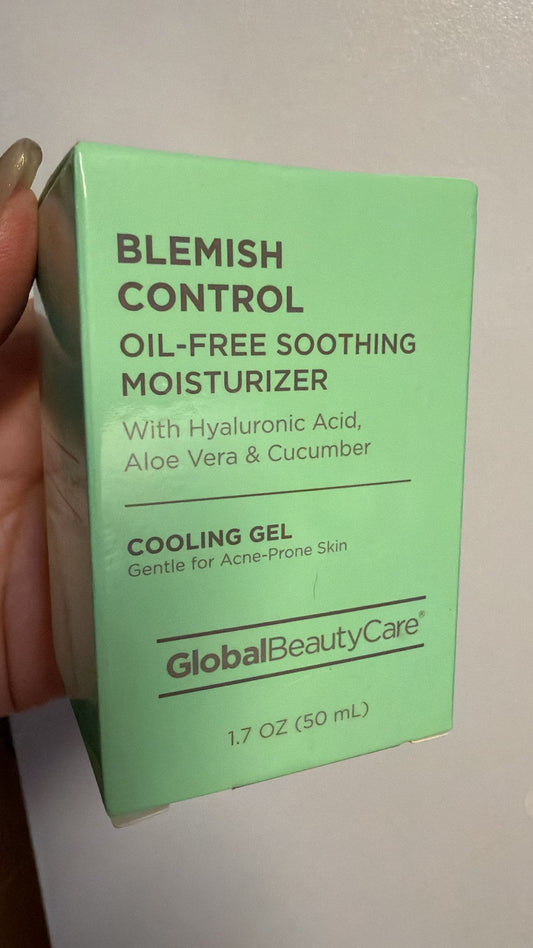 BLEMISH
CONTROL
OIL-FREE SOOTHING
MOISTURIZER
With Hyaluronic Acid,
Aloe Vera & Cucumber
COOLING GEL
Gentle for Acne-Prone Skin
GlobalBeautyCare®
1.7 OZ (50 mL)